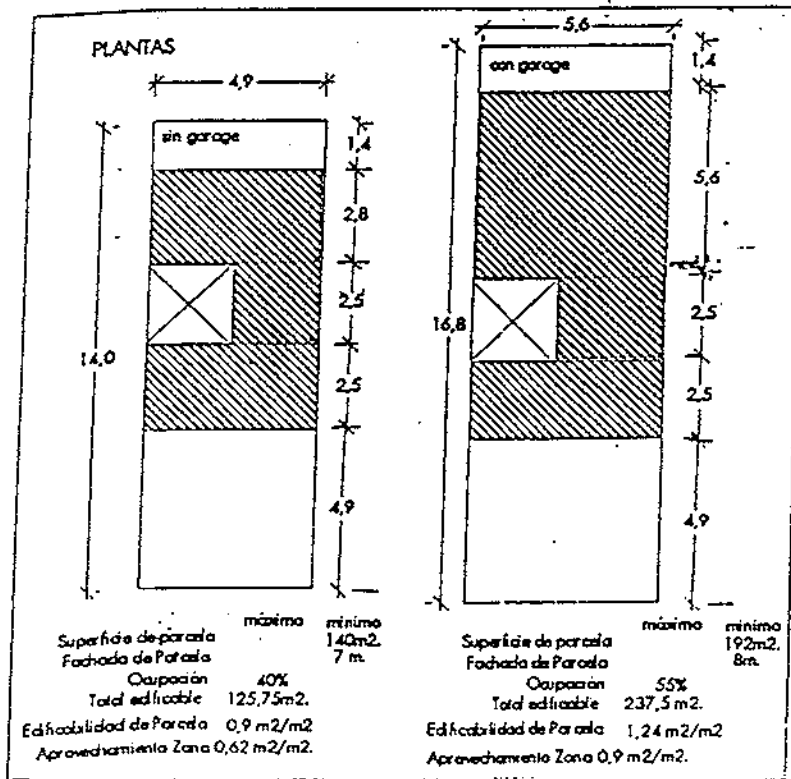 PLANTAS
4,9
sin garage
1,4
2,8
2,5
2,5
4,9
14,0
máximo mínimo
Superficie de parcela 140m2.
Fachada de Parcela 7 m.
Ocupación 40%
Total edificable 125,75m2.
Edificabilidad de Parcela 0,9 m2/m2
Aprovechamiento Zona 0,62 m2/m2.
5,6
con garage
1,4
5,6
2,5
2,5
4,9
16,8
máximo mínimo
Superficie de parcela 192m2.
Fachada de Parcela 8m.
Ocupación 55%
Total edificable 237,5 m2.
Edificabilidad de Parcela 1,24 m2/m2
Aprovechamiento Zona 0,9 m2/m2.